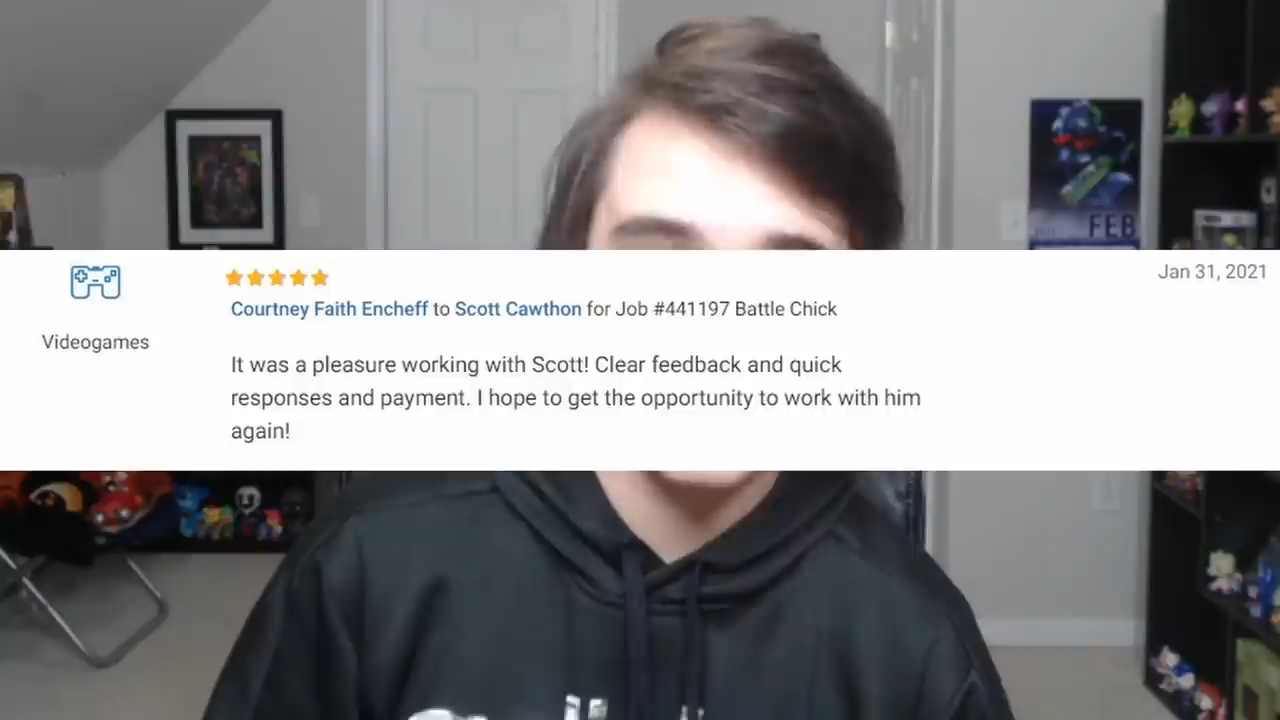 Jan 31, 2021
Courtney Faith Encheff to Scott Cawthon for Job #441197 Battle Chick
Videogames
It was a pleasure working with Scott! Clear feedback and quick
responses and payment. I hope to get the opportunity to work with him
again!
FEB